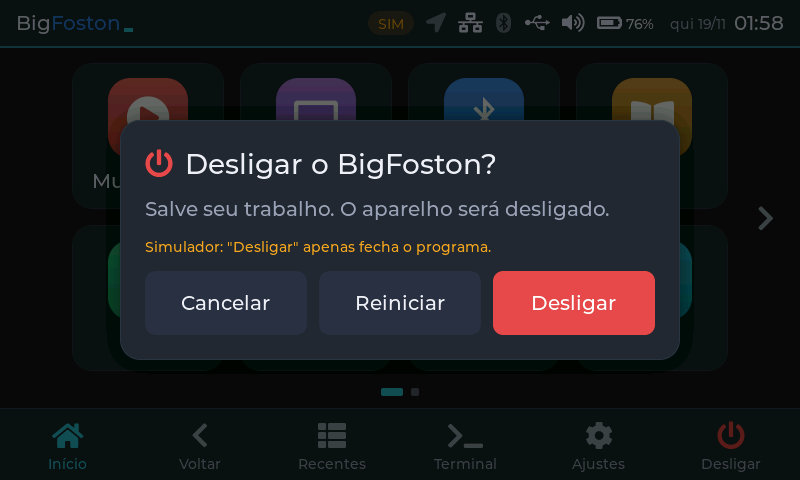 BigFoston_
SIM
76%
qui 19/11
01:58
Desligar o BigFoston?
Salve seu trabalho. O aparelho será desligado.
Simulador: "Desligar" apenas fecha o programa.
Cancelar
Reiniciar
Desligar
Início
Voltar
Recentes
Terminal
Ajustes
Desligar